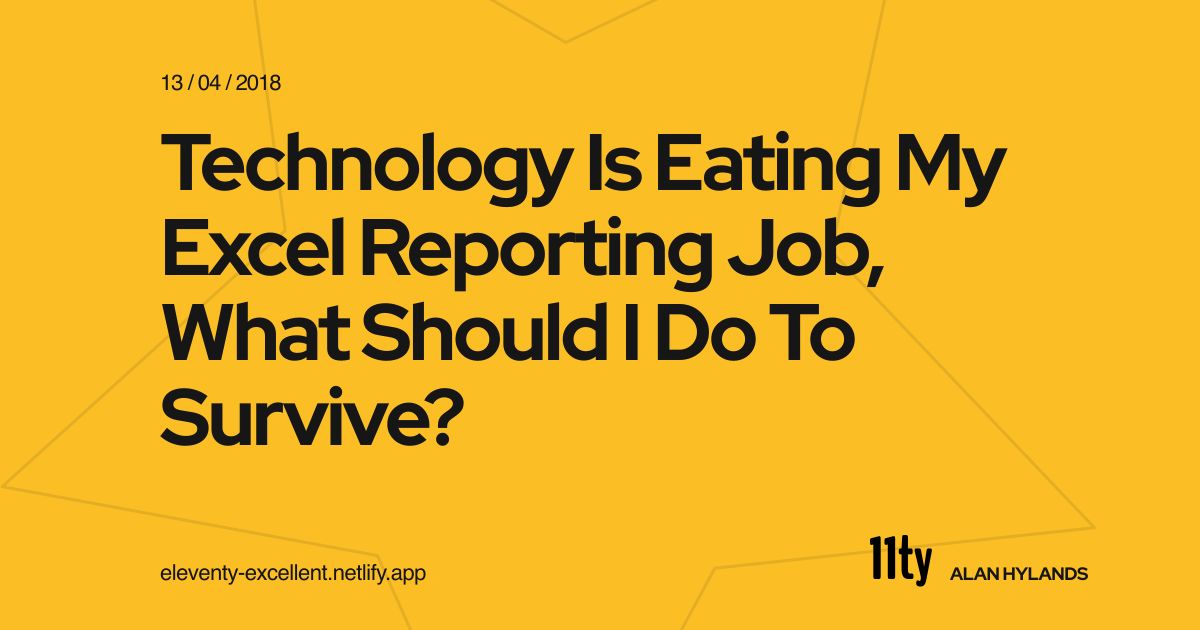 13 / 04 / 2018
Technology Is Eating My
Excel Reporting Job,
What Should I Do To
Survive?
eleventy-excellent.netlify.app
11ty
ALAN HYLANDS